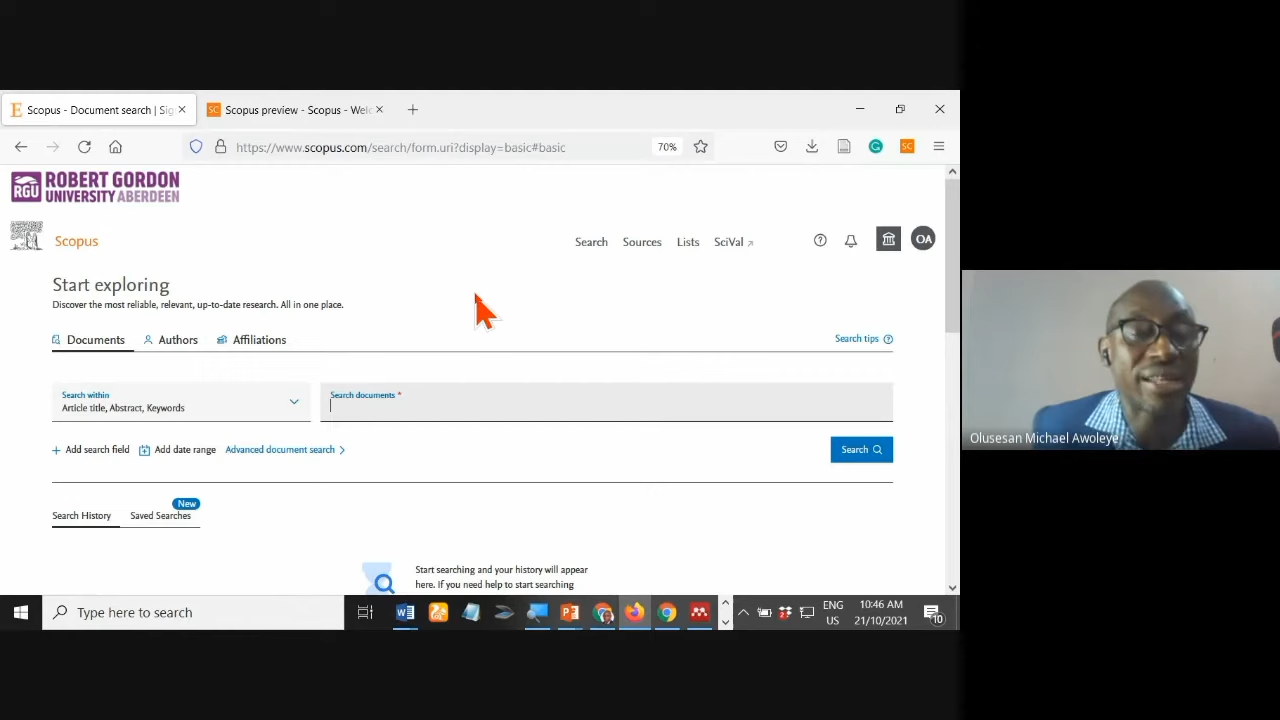 Scopus - Document search | Sig
Scopus preview - Scopus - Welc
https://www.scopus.com/search/form.uri?display=basic#basic
70%
SC
RGU ROBERT GORDON
UNIVERSITY ABERDEEN
Scopus
Search
Sources
Lists
SciVal
OA
Start exploring
Discover the most reliable, relevant, up-to-date research. All in one place.
Documents
Authors
Affiliations
Search tips
Search within
Article title, Abstract, Keywords
Search documents *
+ Add search field
Add date range
Advanced document search >
Search
New
Search History
Saved Searches
Start searching and your history will appear
here. If you need help to start searching
Olusesan Michael Awoleye
Type here to search
ENG
US
10:46 AM
21/10/2021
10